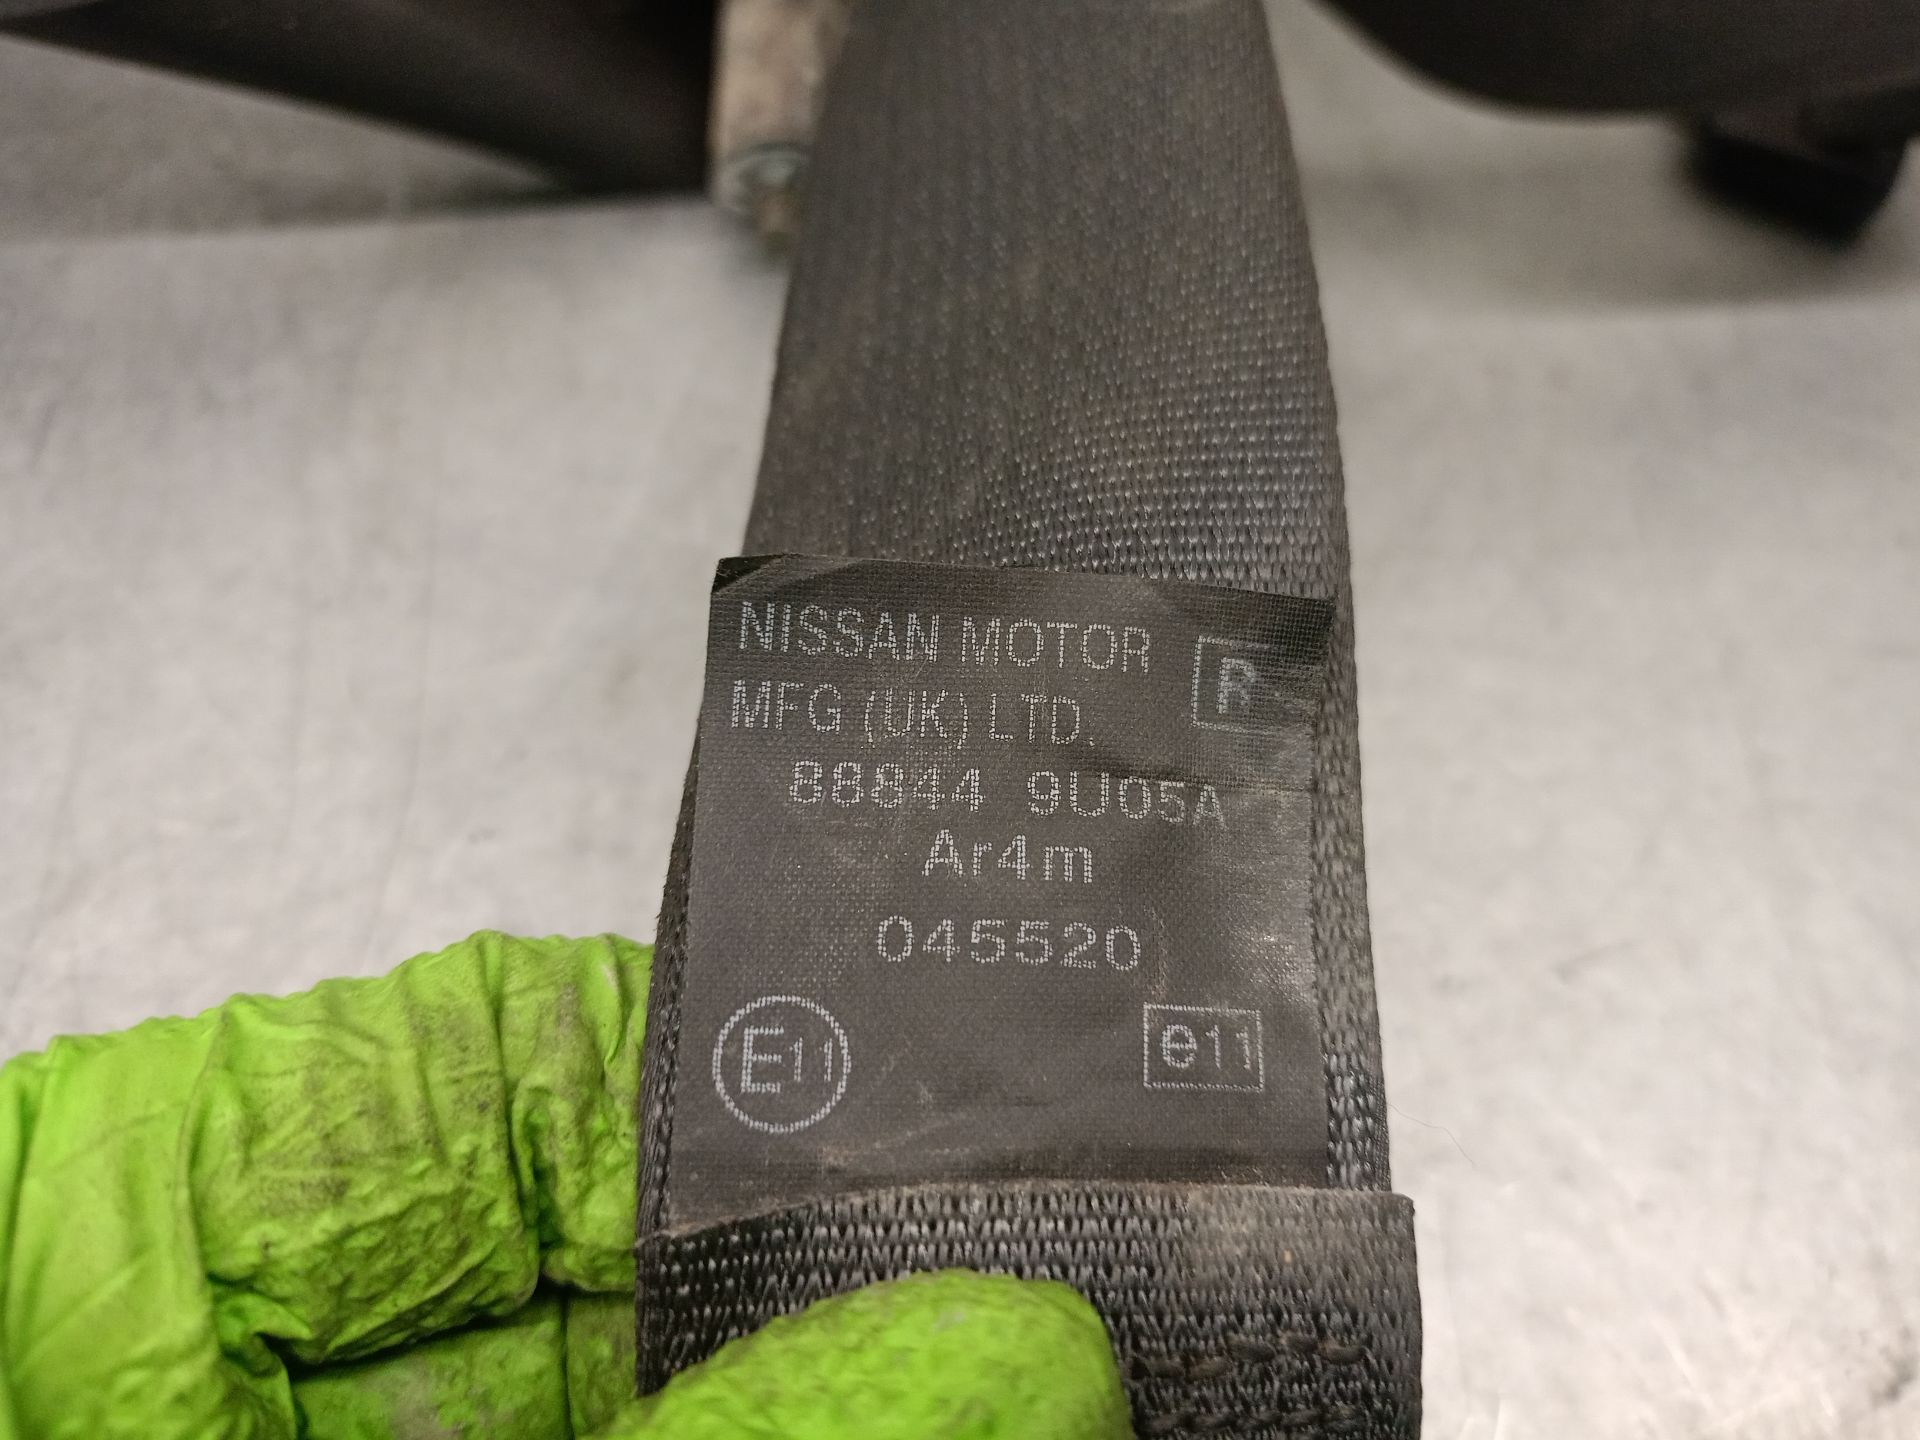 NISSAN MOTOR R
MFG (UK) LTD.
88844 9U05A
Ar4m
045520
E11 e11